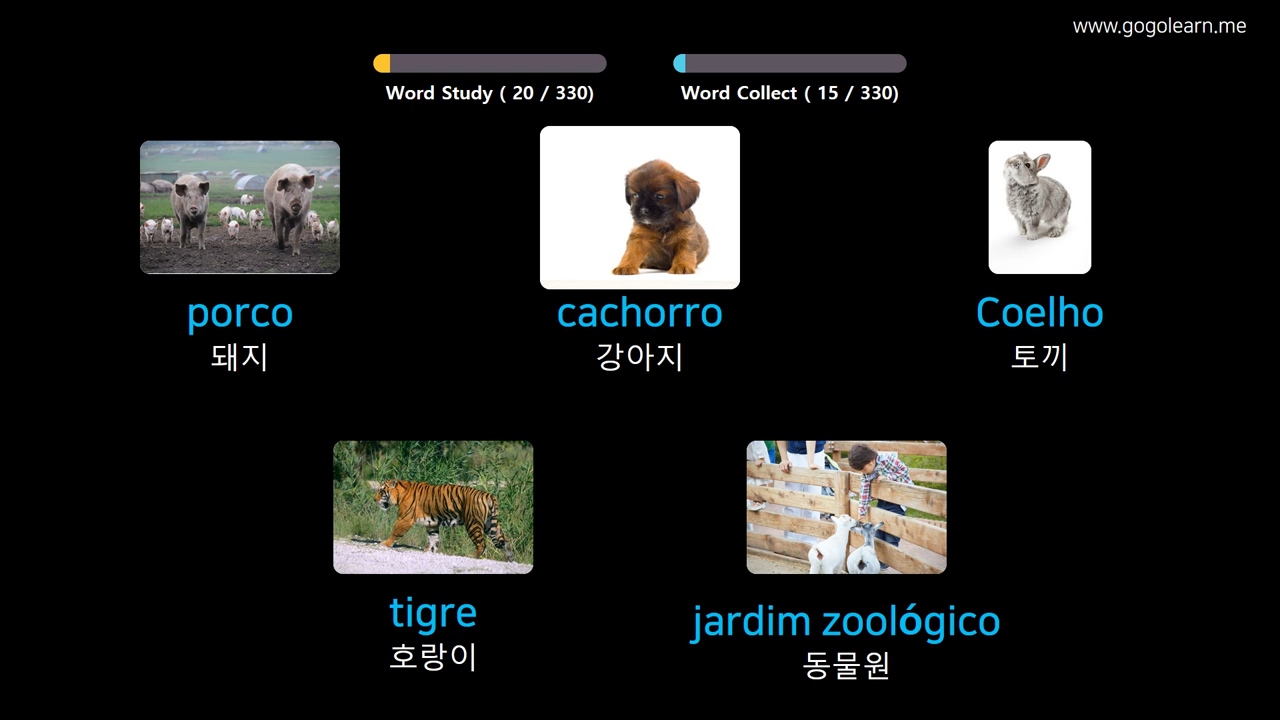 www.gogolearn.me
Word Study ( 20 / 330)
Word Collect ( 15 / 330)
porco
돼지
cachorro
강아지
Coelho
토끼
tigre
호랑이
jardim zoológico
동물원